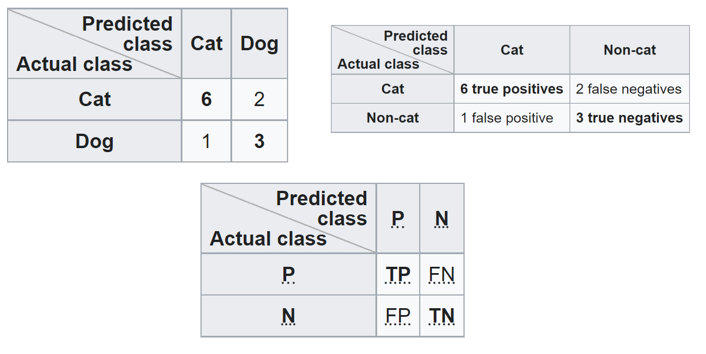 Predicted
class
Actual class
Cat
Dog
Cat
6
2
Dog
1
3
Predicted
class
Actual class
Cat
Non-cat
Cat
6 true positives
2 false negatives
Non-cat
1 false positive
3 true negatives
Predicted
class
Actual class
P
N
P
TP
FN
N
FP
TN